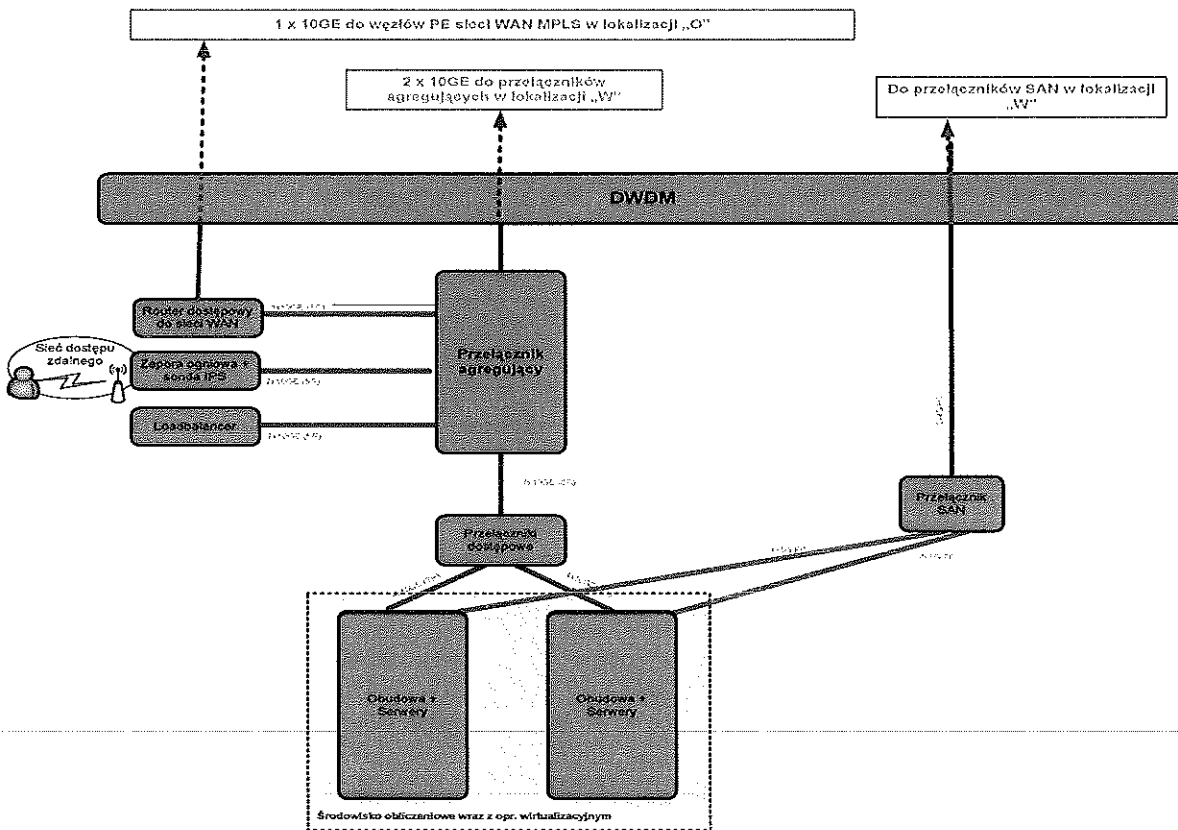 1 x 10GE do węzłów PE sieci WAN MPLS w lokalizacji „O”
2 x 10GE do przełączników
agregujących w lokalizacji „W”
Do przełączników SAN w lokalizacji
„W”
DWDM
Router dostępowy
do sieci WAN
Sieć dostępu
zdalnego
Zapora ogniowa +
sonda IPS
Loadbalancer
Przełącznik
agregujący
Przełączniki
dostępowe
Przełącznik
SAN
Obudowa +
Serwery
Obudowa +
Serwery
Środowisko obliczeniowe wraz z opr. wirtualizacyjnym